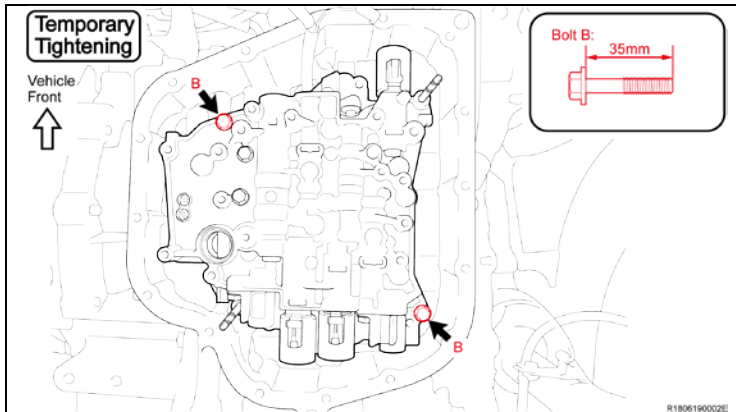 Temporary
Tightening
Vehicle
Front
B
Bolt B:
35mm
B
R1806190002E